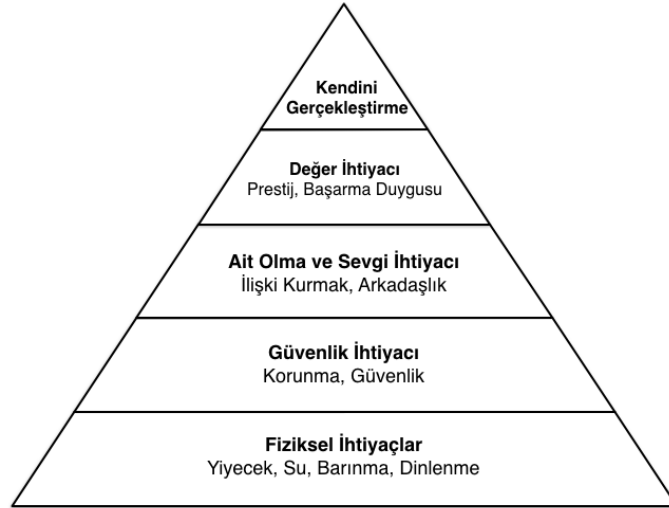 Kendini
Gerçekleştirme
Değer İhtiyacı
Prestij, Başarma Duygusu
Ait Olma ve Sevgi İhtiyacı
İlişki Kurmak, Arkadaşlık
Güvenlik İhtiyacı
Korunma, Güvenlik
Fiziksel İhtiyaçlar
Yiyecek, Su, Barınma, Dinlenme